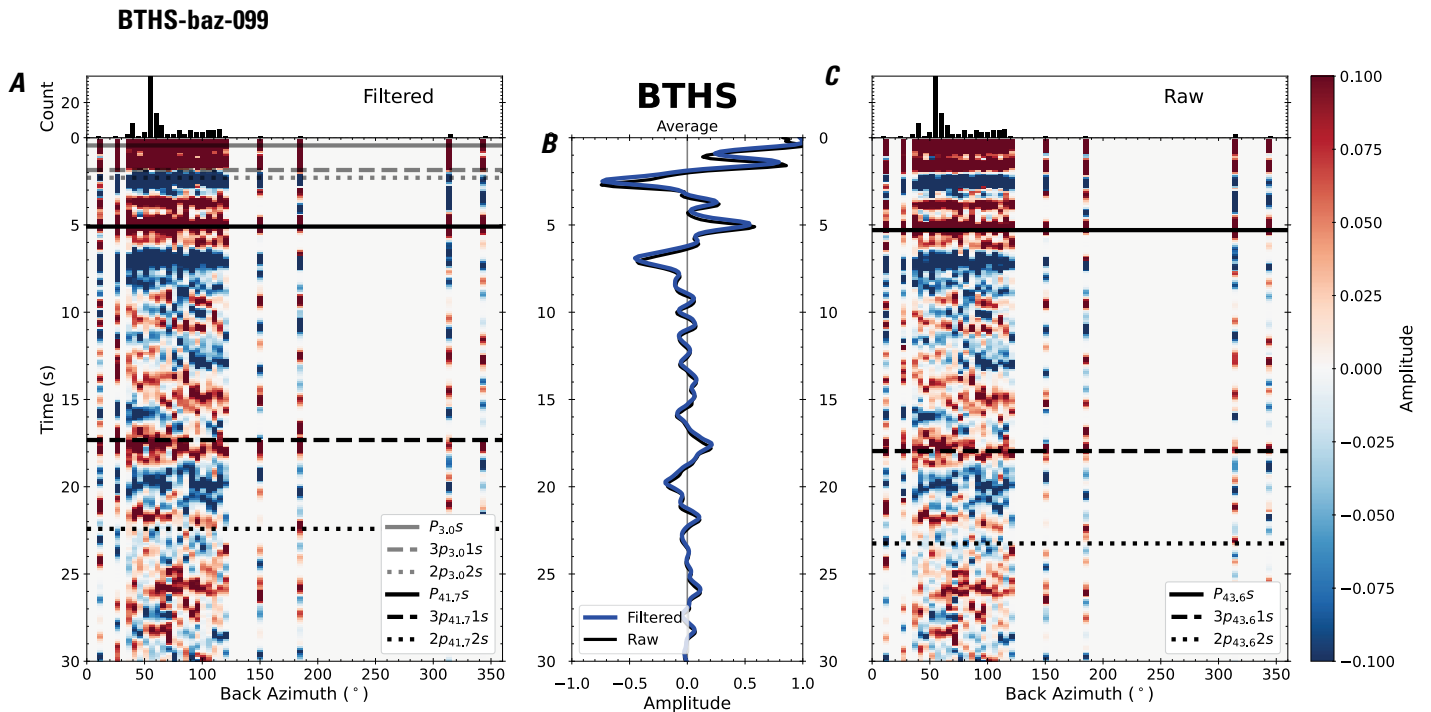 BTHS-baz-099
A
Count
20
0
Filtered
Time (s)
5
10
15
20
25
30
P3.0s
3p3.01s
2p3.02s
P41.7s
3p41.71s
2p41.72s
0 50 100 150 200 250 300 350
Back Azimuth (°)
BTHS
Average
B
0
5
10
15
20
25
30
Filtered
Raw
−1.0 −0.5 0.0 0.5 1.0
Amplitude
C
Raw
0
0
5
10
15
20
25
30
P43.6s
3p43.61s
2p43.62s
0 50 100 150 200 250 300 350
Back Azimuth (°)
0.100
0.075
0.050
0.025
0.000
−0.025
−0.050
−0.075
−0.100
Amplitude